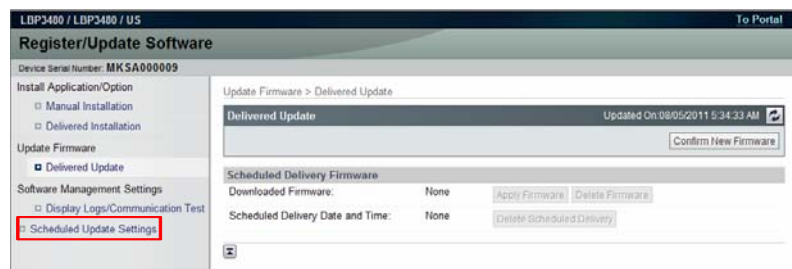 LBP3480 / LBP3480 / US
To Portal
Register/Update Software
Device Serial Number: MKSA000009
Install Application/Option
Manual Installation
Delivered Installation
Update Firmware
Delivered Update
Software Management Settings
Display Logs/Communication Test
Scheduled Update Settings
Update Firmware > Delivered Update
Delivered Update
Updated On:08/05/2011 5:34:33 AM
Confirm New Firmware
Scheduled Delivery Firmware
Downloaded Firmware: None Apply Firmware Delete Firmware
Scheduled Delivery Date and Time: None Delete Scheduled Delivery